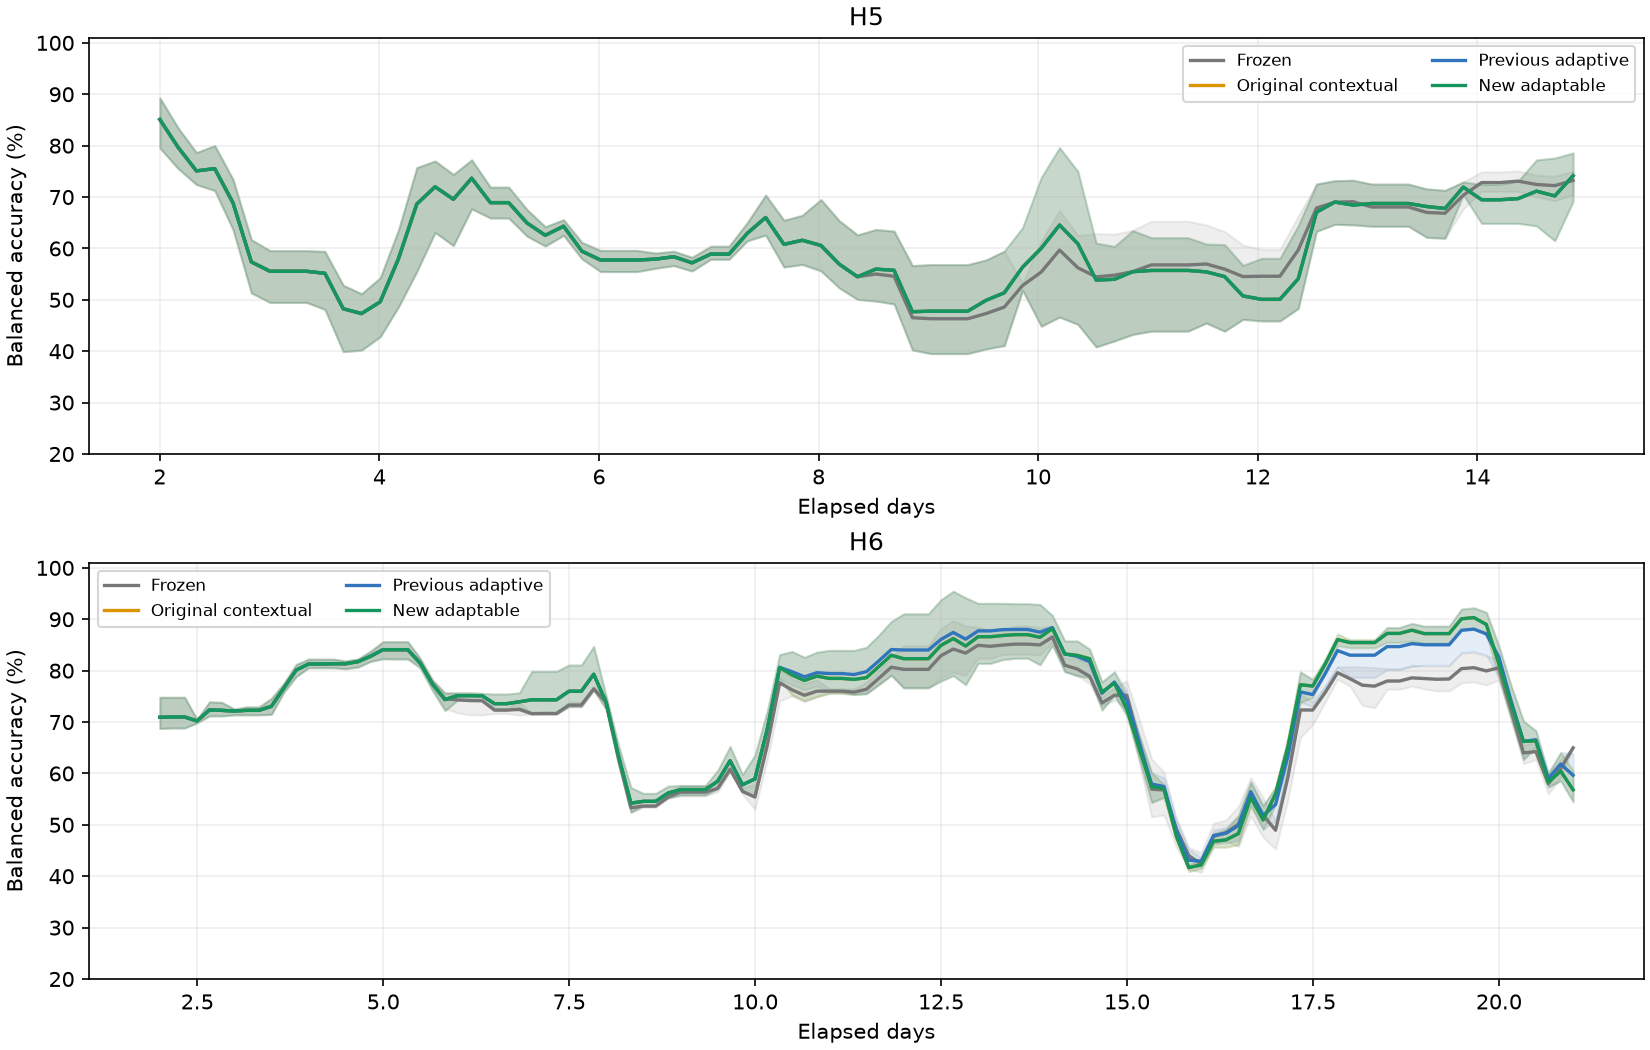 H5
100
90
80
70
60
50
40
30
20
Balanced accuracy (%)
Frozen
Original contextual
Previous adaptive
New adaptable
2 4 6 8 10 12 14
Elapsed days
H6
100
90
80
70
60
50
40
30
20
Balanced accuracy (%)
Frozen
Original contextual
Previous adaptive
New adaptable
2.5 5.0 7.5 10.0 12.5 15.0 17.5 20.0
Elapsed days